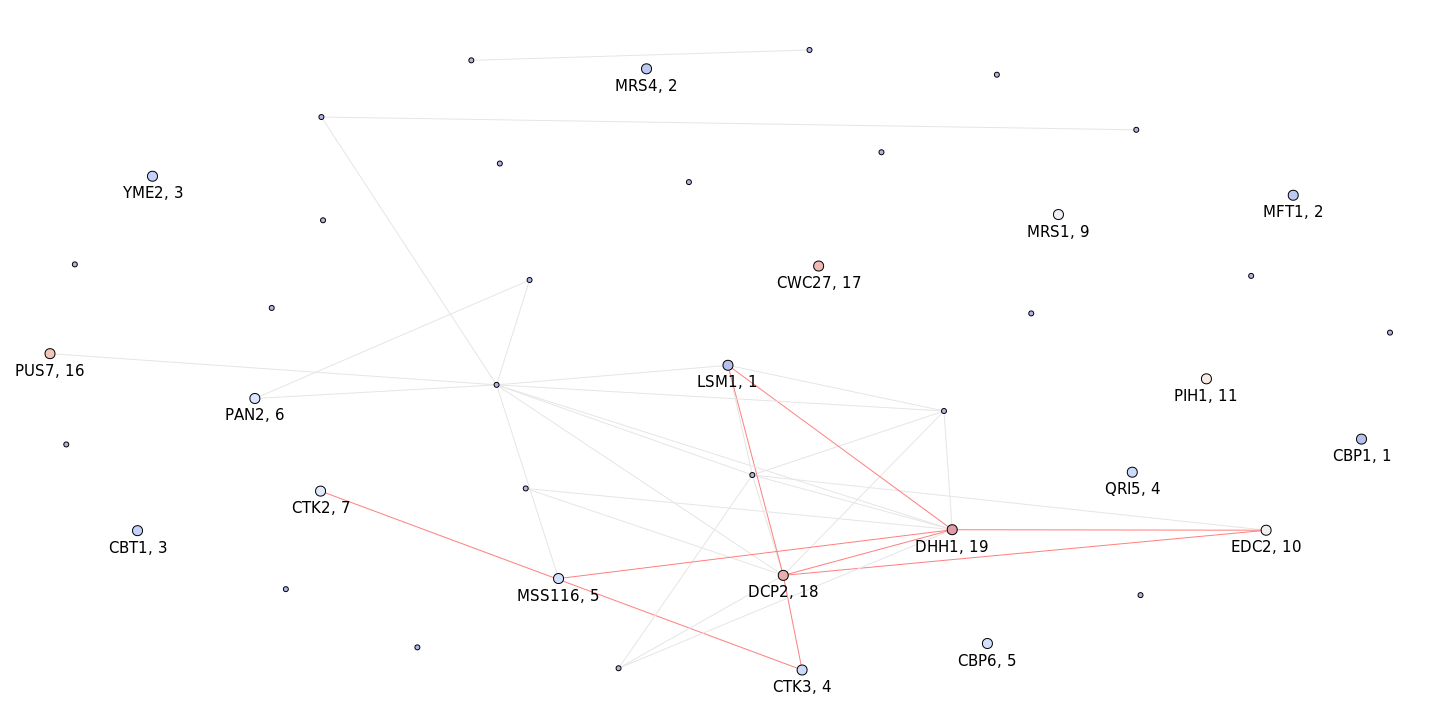 MRS4, 2
YME2, 3
MFT1, 2
MRS1, 9
CWC27, 17
PUS7, 16
LSM1, 1
PIH1, 11
PAN2, 6
CBP1, 1
QRI5, 4
CTK2, 7
CBT1, 3
DHH1, 19
EDC2, 10
DCP2, 18
MSS116, 5
CBP6, 5
CTK3, 4